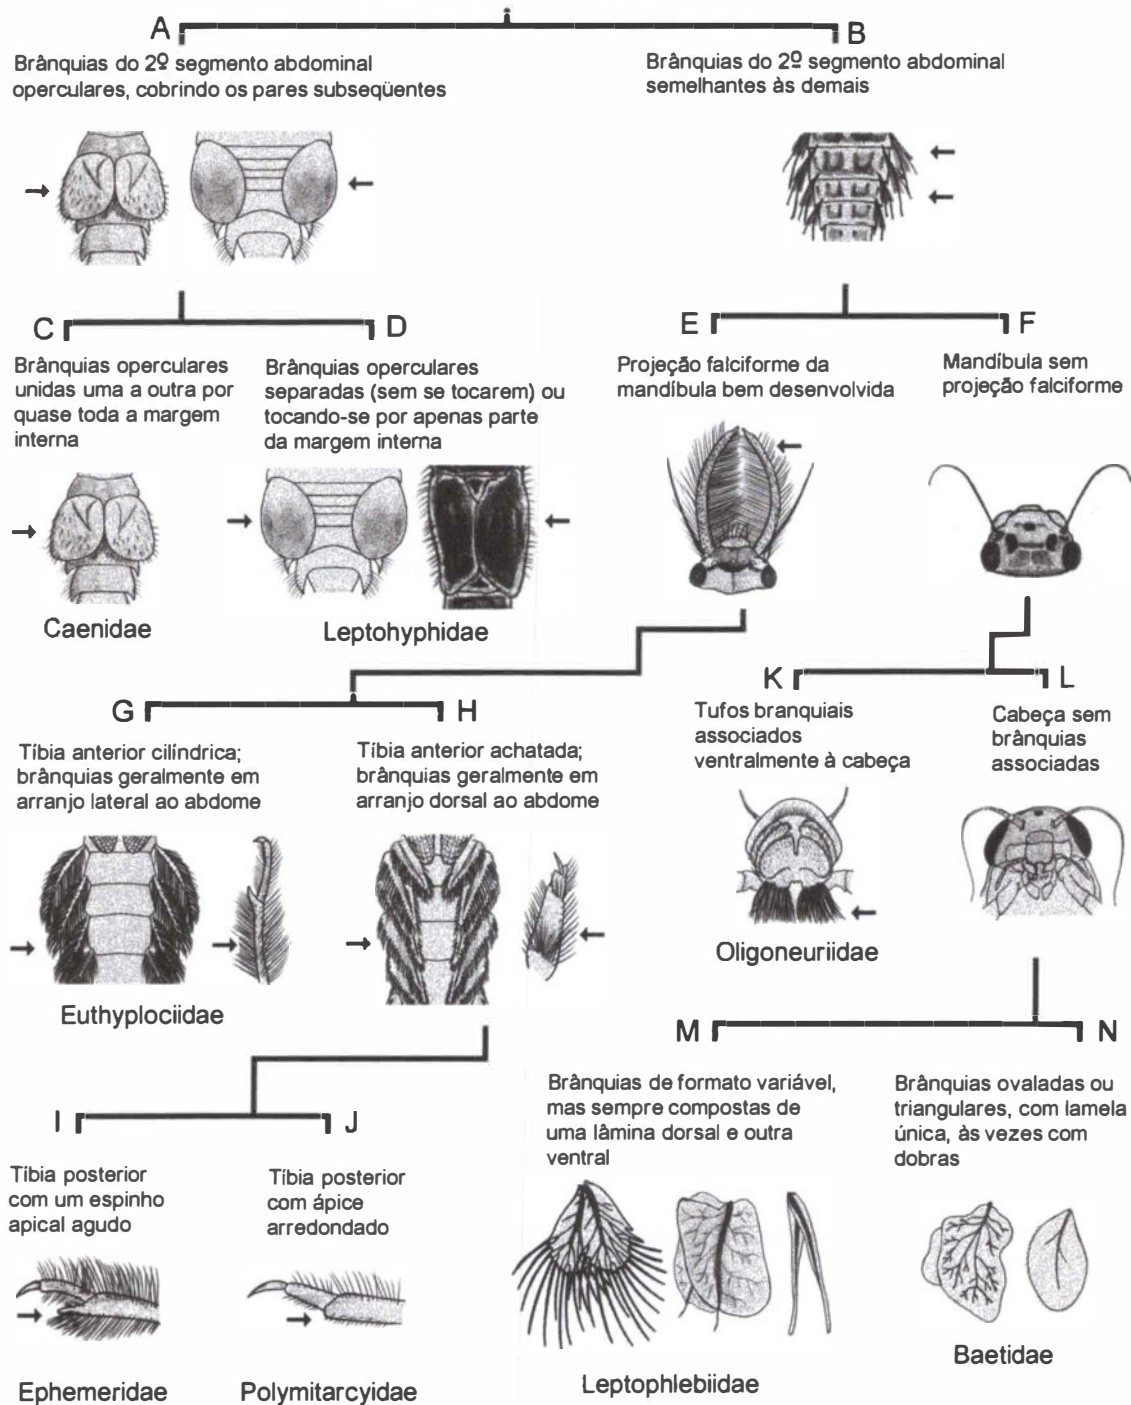 A
B
Brânquias do 2º segmento abdominal
operculares, cobrindo os pares subseqüentes
Brânquias do 2º segmento abdominal
semelhantes às demais
C
D
E
F
Brânquias operculares
unidas uma a outra por
quase toda a margem
interna
Brânquias operculares
separadas (sem se tocarem) ou
tocando-se por apenas parte
da margem interna
Projeção falciforme da
mandíbula bem desenvolvida
Mandíbula sem
projeção falciforme
Caenidae
Leptohyphidae
G
H
K
L
Tíbia anterior cilíndrica;
brânquias geralmente em
arranjo lateral ao abdome
Tíbia anterior achatada;
brânquias geralmente em
arranjo dorsal ao abdome
Tufos branquiais
associados
ventralmente à cabeça
Cabeça sem
brânquias
associadas
Euthyplociidae
Oligoneuriidae
I
J
M
N
Tíbia posterior
com um espinho
apical agudo
Tíbia posterior
com ápice
arredondado
Brânquias de formato variável,
mas sempre compostas de
uma lâmina dorsal e outra
ventral
Brânquias ovaladas ou
triangulares, com lamela
única, às vezes com
dobras
Ephemeridae
Polymitarcyidae
Leptophlebiidae
Baetidae